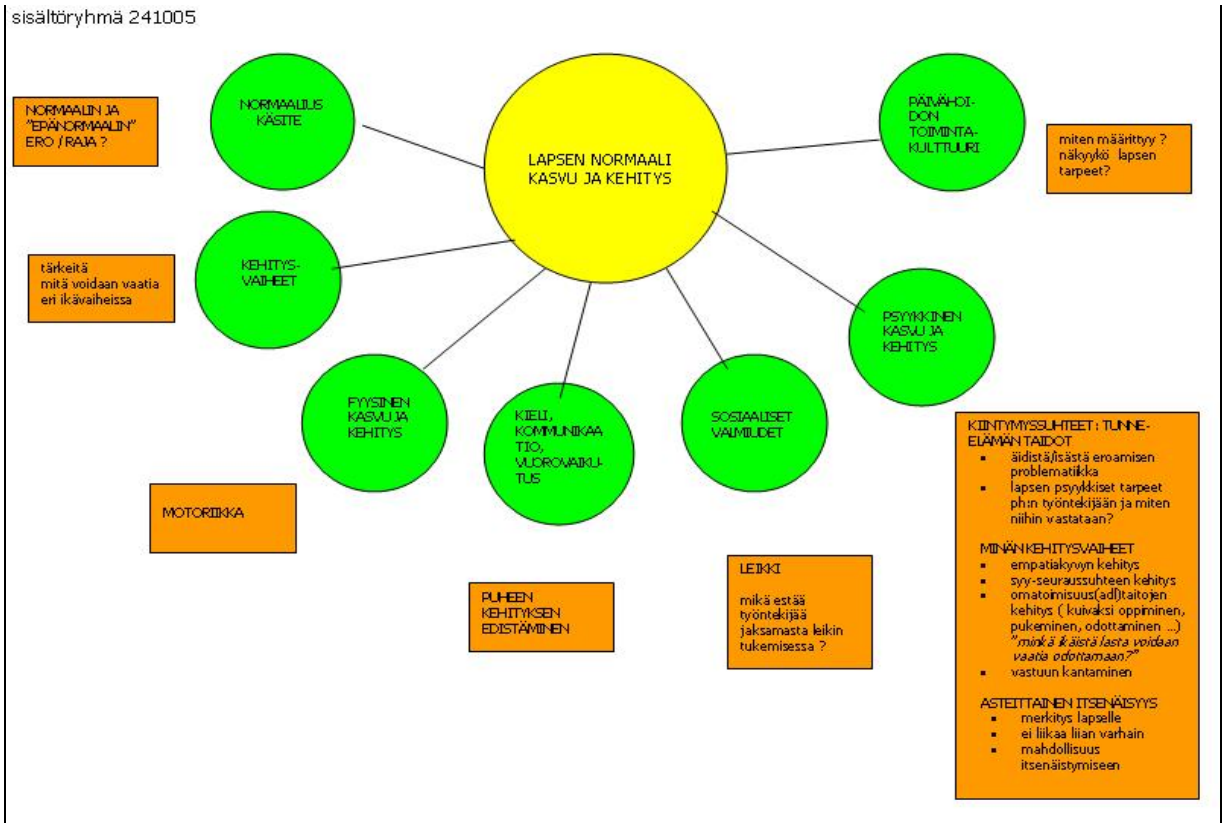 sisältöryhmä 241005
NORMAALIN JA
"EPÄNORMAALIN"
ERO / RAJA ?
NORMAALIUS
KÄSITE
LAPSEN NORMAALI
KASVU JA KEHITYS
PÄIVÄHOI-
DON
TOIMINTA-
KULTTUURI
miten määrittyy ?
näkyykö lapsen
tarpeet?
tärkeitä
mitä voidaan vaatia
eri ikävaiheissa
KEHITYS-
VAIHEET
PSYYKKINEN
KASVU JA
KEHITYS
FYYSINEN
KASVU JA
KEHITYS
KIELI,
KOMMUNIKAA
TIO,
VUOROVAIKU-
TUS
SOSIAALISET
VALMIUDET
MOTORIIKKA
PUHEEN
KEHITYKSEN
EDISTÄMINEN
LEIKKI
mikä estää
työntekijää
jaksamasta leikin
tukemisessa ?
KIINTYMYSSUHTEET : TUNNE-
ELÄMÄN TAIDOT
▪ äidistä/isästä eroamisen
problematiikka
▪ lapsen psyykkiset tarpeet
ph:n työntekijään ja miten
niihin vastataan?
MINÄN KEHITYSVAIHEET
▪ empatiakyvyn kehitys
▪ syy-seuraussuhteen kehitys
▪ omatoimisuus(adl)taitojen
kehitys ( kuivaksi oppiminen,
pukeminen, odottaminen ...)
"minkä ikäistä lasta voidaan
vaatia odottamaan?"
▪ vastuun kantaminen
ASTEITTAINEN ITSENÄISYYS
▪ merkitys lapselle
▪ ei liikaa liian varhain
▪ mahdollisuus
itsenäistymiseen